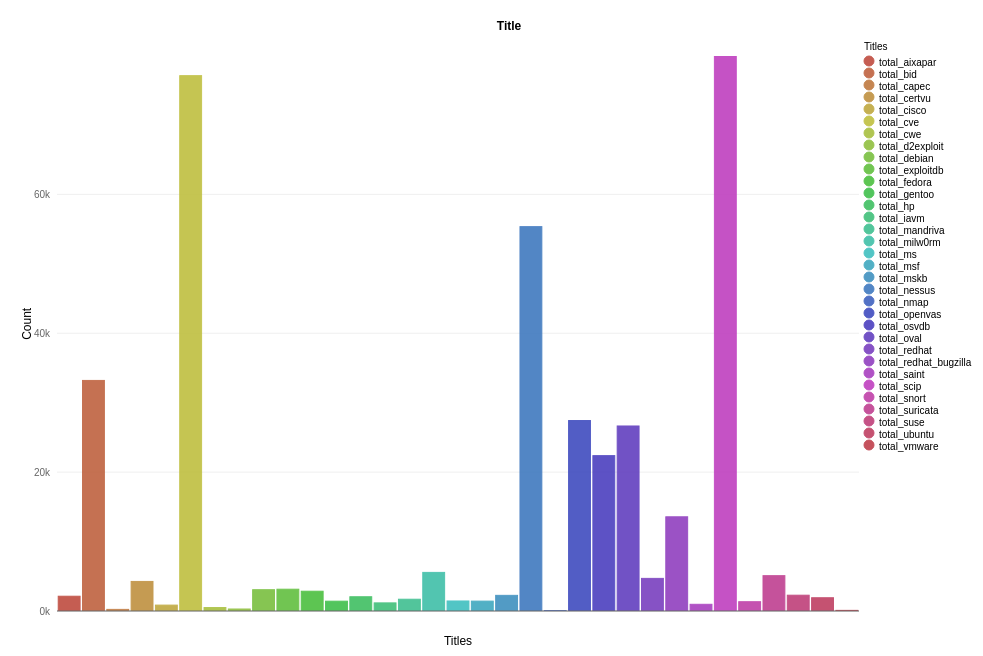 Title
Titles
total_aixapar
total_bid
total_capec
total_certvu
total_cisco
total_cve
total_cwe
total_d2exploit
total_debian
total_exploitdb
total_fedora
total_gentoo
total_hp
total_iavm
total_mandriva
total_milw0rm
total_ms
total_msf
total_mskb
total_nessus
total_nmap
total_openvas
total_osvdb
total_oval
total_redhat
total_redhat_bugzilla
total_saint
total_scip
total_snort
total_suricata
total_suse
total_ubuntu
total_vmware
60k
40k
20k
0k
Count
Titles